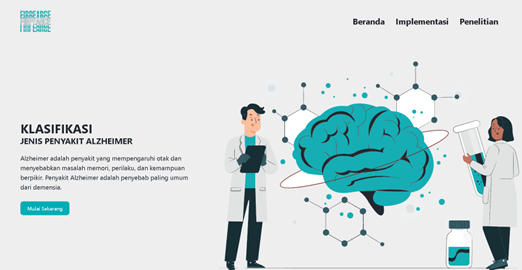 Beranda Implementasi Penelitian
KLASIFIKASI
JENIS PENYAKIT ALZHEIMER
Alzheimer adalah penyakit yang mempengaruhi otak dan
menyebabkan masalah memori, perilaku, dan kemampuan
berpikir. Penyakit Alzheimer adalah penyebab paling umum
dari demensia.
Mulai Sekarang